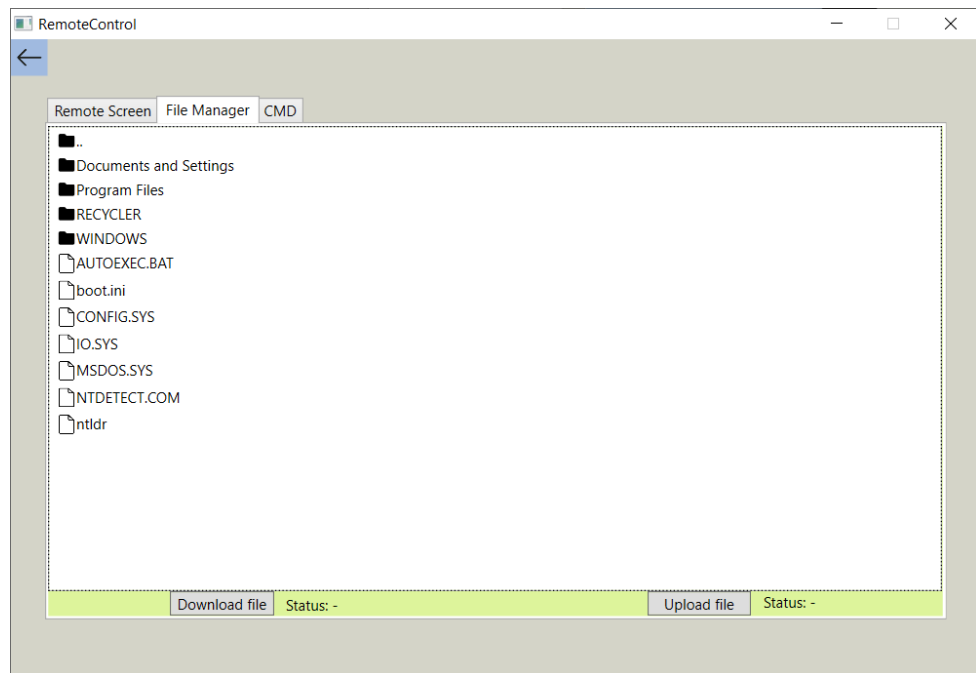 RemoteControl
Remote Screen File Manager CMD
..
Documents and Settings
Program Files
RECYCLER
WINDOWS
AUTOEXEC.BAT
boot.ini
CONFIG.SYS
IO.SYS
MSDOS.SYS
NTDETECT.COM
ntldr
Download file Status: - Upload file Status: -